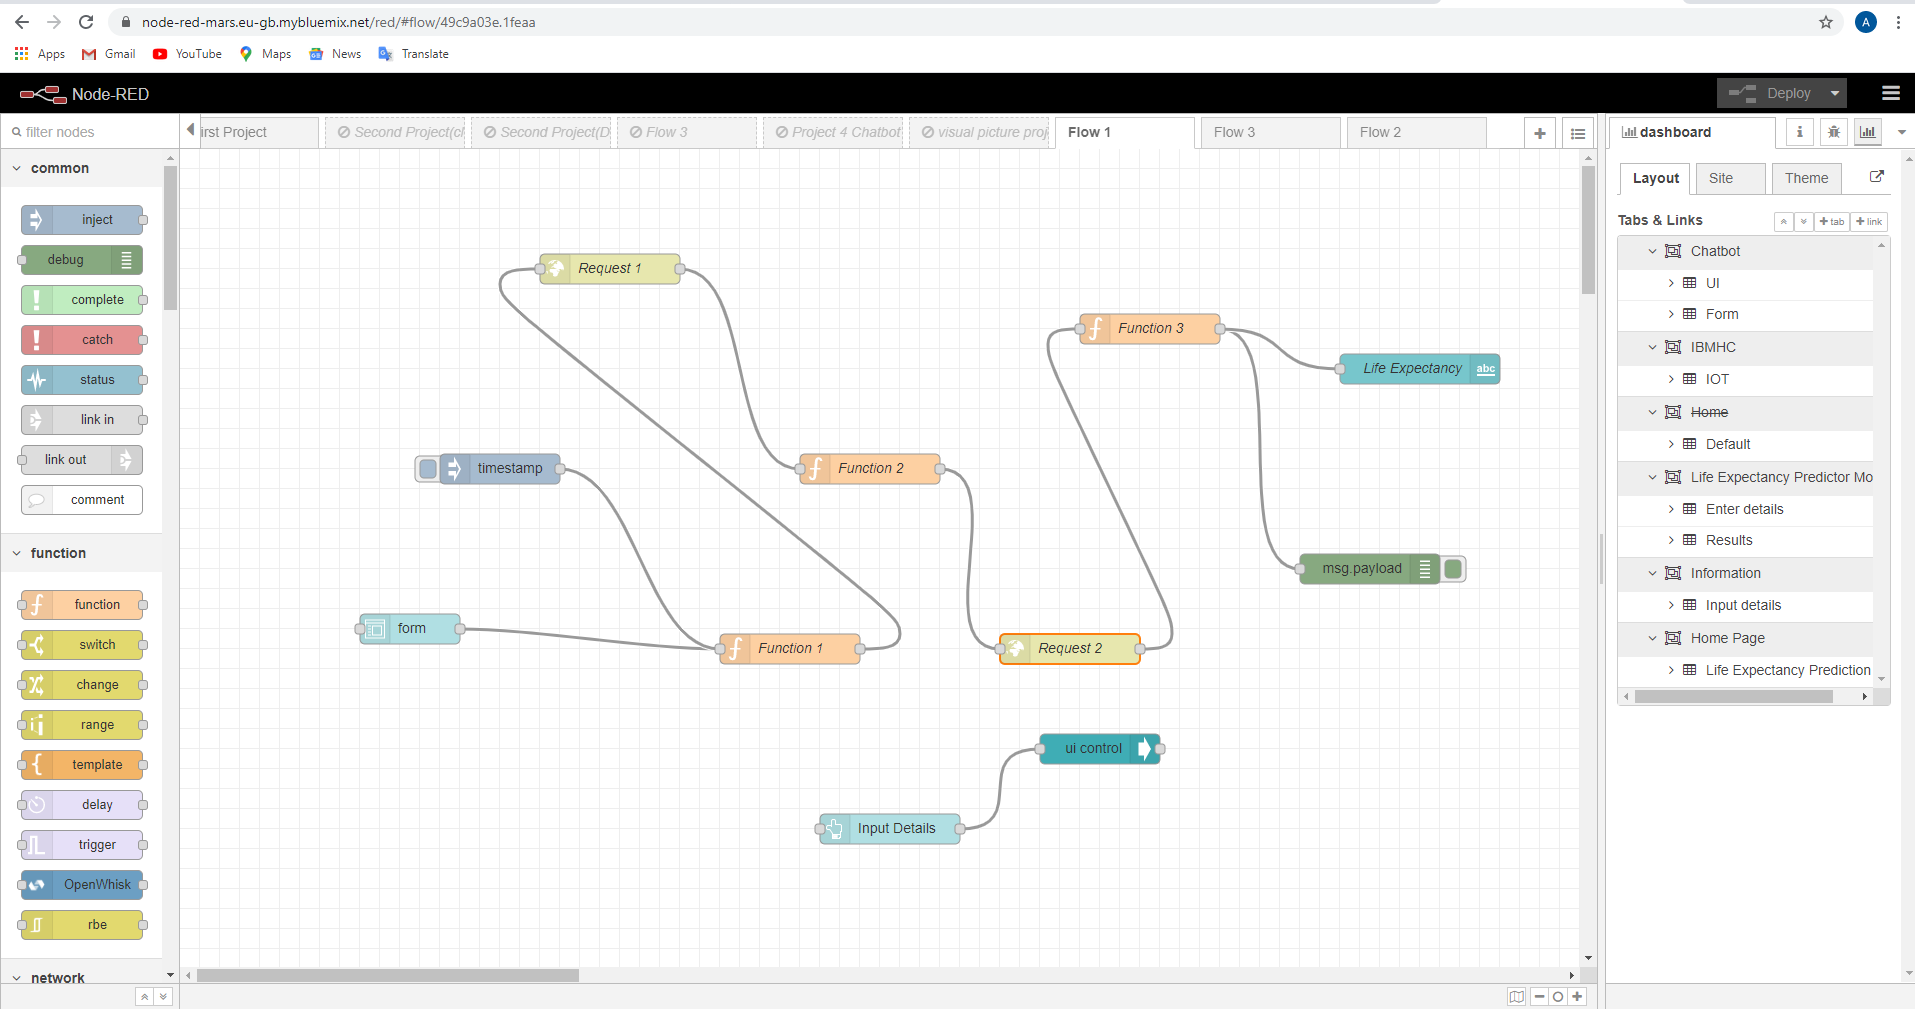 node-red-mars.eu-gb.mybluemix.net/red/#flow/49c9a03e.1feaa
A
Apps Gmail YouTube Maps News Translate
Node-RED
Deploy
filter nodes
irst Project
Second Project(cl
Second Project(D
Flow 3
Project 4 Chatbot
visual picture proj
Flow 1
Flow 3
Flow 2
dashboard
i
common
inject
debug
complete
catch
status
link in
link out
comment
function
function
switch
change
range
template
delay
trigger
OpenWhisk
rbe
network
Request 1
Function 3
Life Expectancy
abc
timestamp
Function 2
msg.payload
form
Function 1
Request 2
ui control
Input Details
Layout
Site
Theme
Tabs & Links
tab
link
Chatbot
UI
Form
IBMHC
IOT
Home
Default
Life Expectancy Predictor Mo
Enter details
Results
Information
Input details
Home Page
Life Expectancy Prediction